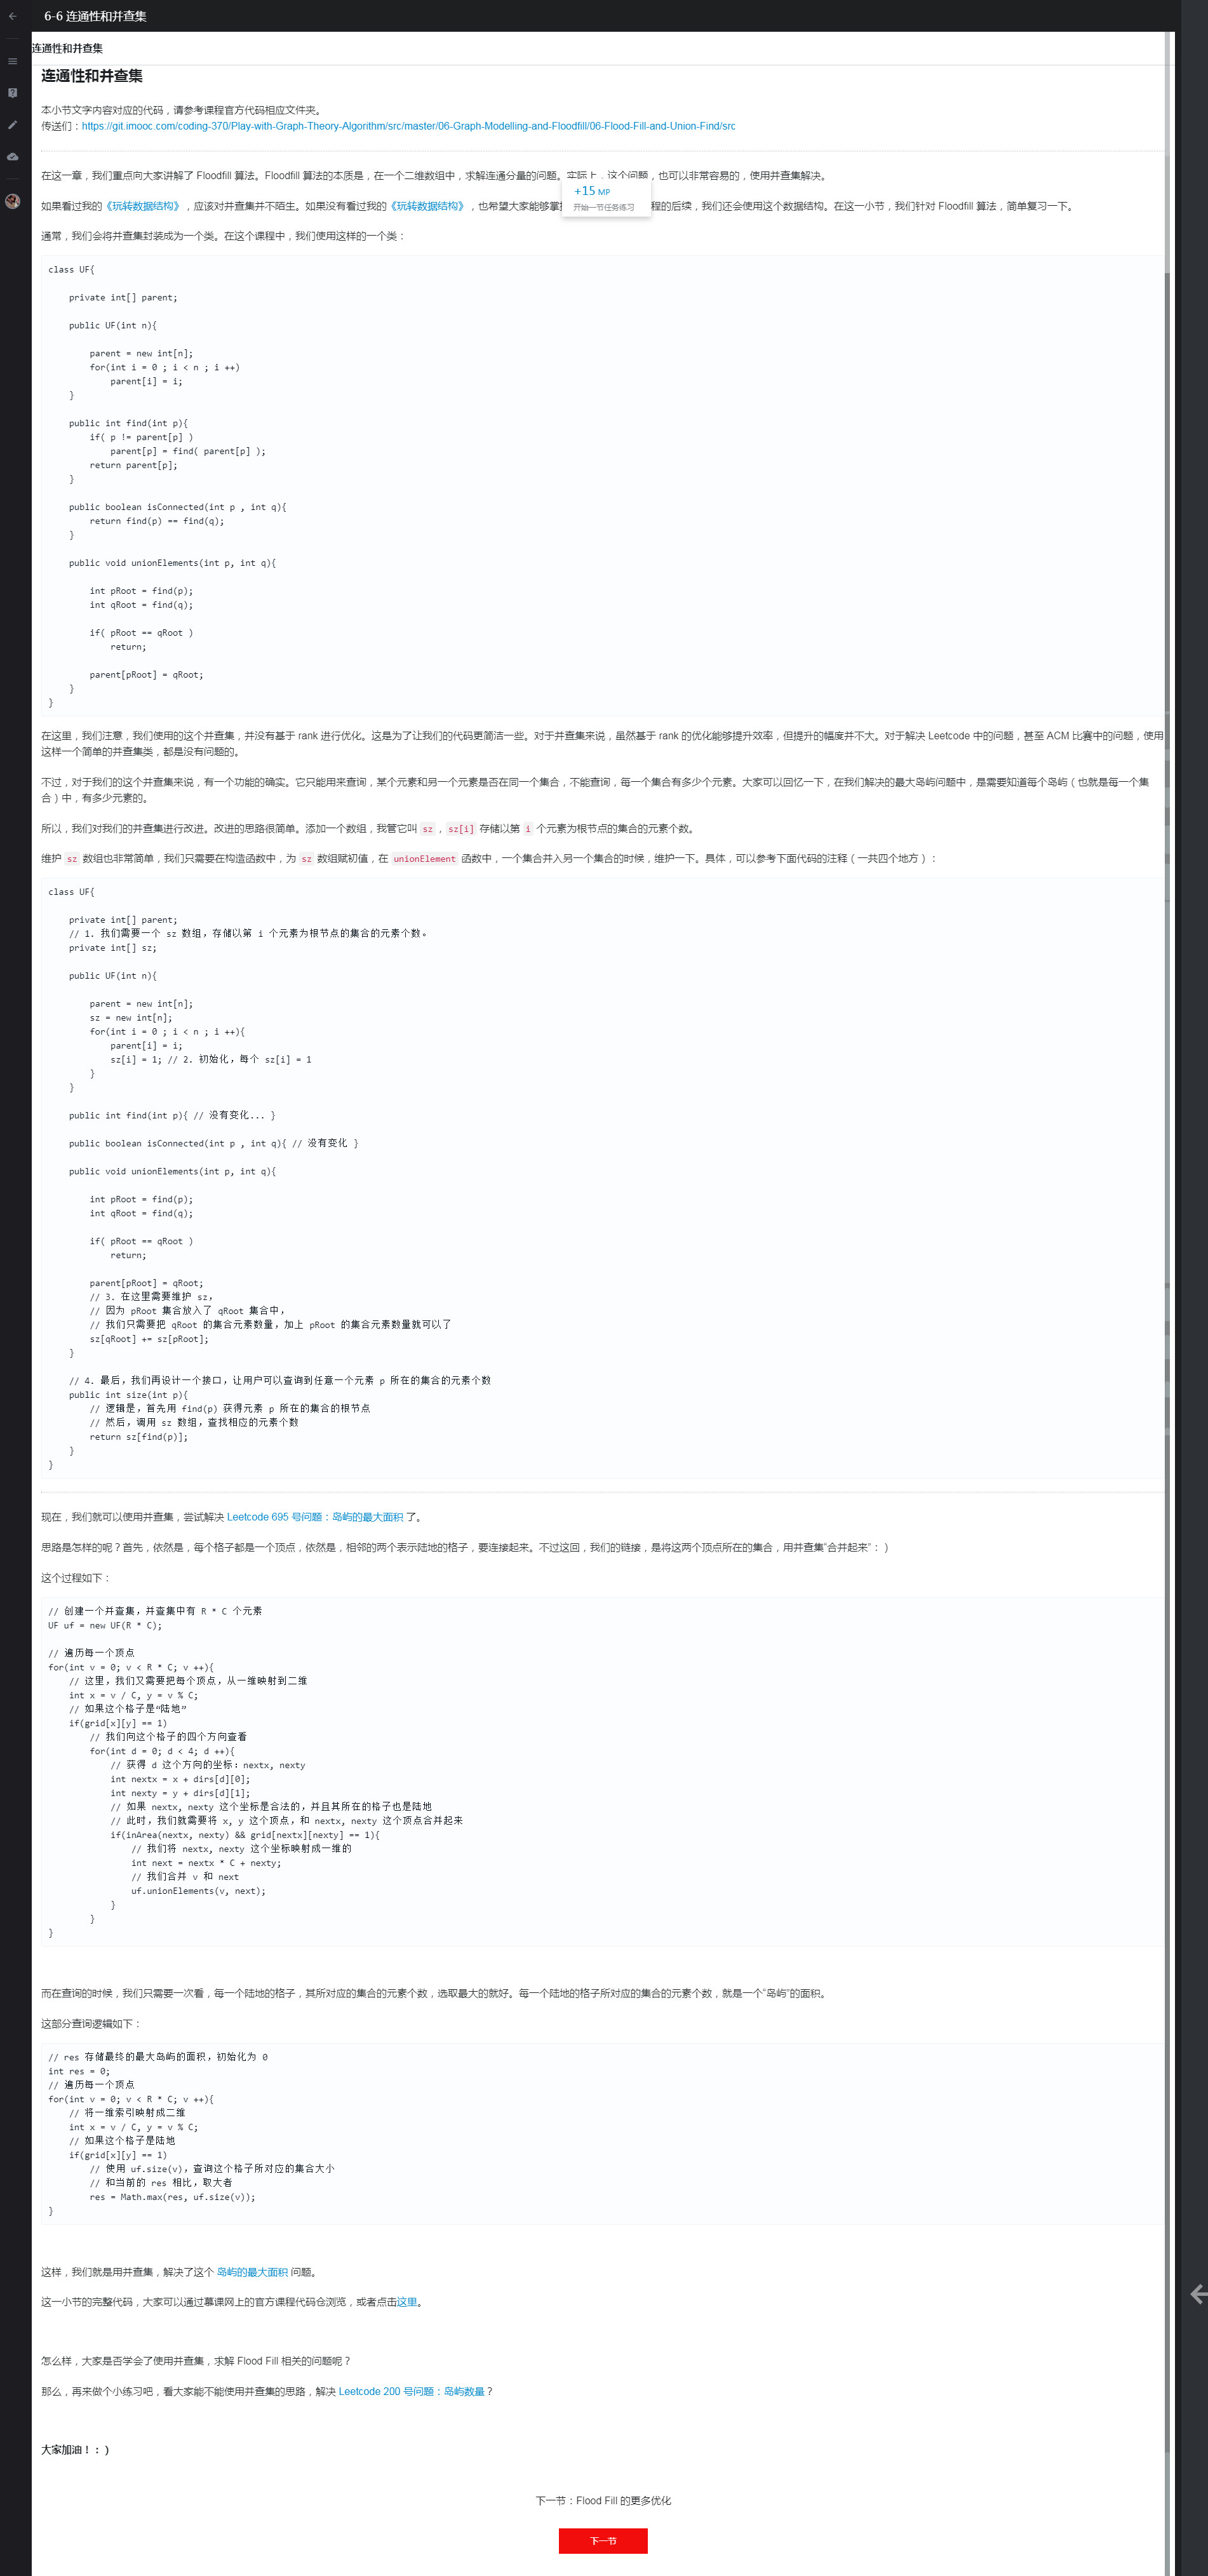 6-6 连通性和并查集
连通性和并查集
连通性和并查集
本小节文字内容对应的代码，请参考课程官方代码相应文件夹。
传送们：https://git.imooc.com/coding-370/Play-with-Graph-Theory-Algorithm/src/master/06-Graph-Modelling-and-Floodfill/06-Flood-Fill-and-Union-Find/src
在这一章，我们重点向大家讲解了 Floodfill 算法。Floodfill 算法的本质是，在一个二维数组中，求解连通分量的问题。实际上，这个问题，也可以非常容易的，使用并查集解决。
+15 MP
开始一节任务练习
如果看过我的《玩转数据结构》，应该对并查集并不陌生。如果没有看过我的《玩转数据结构》，也希望大家能够掌 程的后续，我们还会使用这个数据结构。在这一小节，我们针对 Floodfill 算法，简单复习一下。
通常，我们会将并查集封装成为一个类。在这个课程中，我们使用这样的一个类：
class UF{
private int[] parent;
public UF(int n){
parent = new int[n];
for(int i = 0 ; i < n ; i ++)
parent[i] = i;
}
public int find(int p){
if( p != parent[p] )
parent[p] = find( parent[p] );
return parent[p];
}
public boolean isConnected(int p , int q){
return find(p) == find(q);
}
public void unionElements(int p, int q){
int pRoot = find(p);
int qRoot = find(q);
if( pRoot == qRoot )
return;
parent[pRoot] = qRoot;
}
}
在这里，我们注意，我们使用的这个并查集，并没有基于 rank 进行优化。这是为了让我们的代码更简洁一些。对于并查集来说，虽然基于 rank 的优化能够提升效率，但提升的幅度并不大。对于解决 Leetcode 中的问题，甚至 ACM 比赛中的问题，使用
这样一个简单的并查集类，都是没有问题的。
不过，对于我们的这个并查集来说，有一个功能的确实。它只能用来查询，某个元素和另一个元素是否在同一个集合，不能查询，每一个集合有多少个元素。大家可以回忆一下，在我们解决的最大岛屿问题中，是需要知道每个岛屿（也就是每一个集
合）中，有多少元素的。
所以，我们对我们的并查集进行改进。改进的思路很简单。添加一个数组，我管它叫 sz，sz[i] 存储以第 i 个元素为根节点的集合的元素个数。
维护 sz 数组也非常简单，我们只需要在构造函数中，为 sz 数组赋初值，在 unionElement 函数中，一个集合并入另一个集合的时候，维护一下。具体，可以参考下面代码的注释（一共四个地方）：
class UF{
private int[] parent;
// 1. 我们需要一个 sz 数组，存储以第 i 个元素为根节点的集合的元素个数。
private int[] sz;
public UF(int n){
parent = new int[n];
sz = new int[n];
for(int i = 0 ; i < n ; i ++){
parent[i] = i;
sz[i] = 1; // 2. 初始化，每个 sz[i] = 1
}
}
public int find(int p){ // 没有变化... }
public boolean isConnected(int p , int q){ // 没有变化 }
public void unionElements(int p, int q){
int pRoot = find(p);
int qRoot = find(q);
if( pRoot == qRoot )
return;
parent[pRoot] = qRoot;
// 3. 在这里需要维护 sz，
// 因为 pRoot 集合放入了 qRoot 集合中，
// 我们只需要把 qRoot 的集合元素数量，加上 pRoot 的集合元素数量就可以了
sz[qRoot] += sz[pRoot];
}
// 4. 最后，我们再设计一个接口，让用户可以查询到任意一个元素 p 所在的集合的元素个数
public int size(int p){
// 逻辑是，首先用 find(p) 获得元素 p 所在的集合的根节点
// 然后，调用 sz 数组，查找相应的元素个数
return sz[find(p)];
}
}
现在，我们就可以使用并查集，尝试解决 Leetcode 695 号问题：岛屿的最大面积 了。
思路是怎样的呢？首先，依然是，每个格子都是一个顶点，依然是，相邻的两个表示陆地的格子，要连接起来。不过这回，我们的链接，是将这两个顶点所在的集合，用并查集“合并起来”：）
这个过程如下：
// 创建一个并查集，并查集中有 R * C 个元素
UF uf = new UF(R * C);
// 遍历每一个顶点
for(int v = 0; v < R * C; v ++){
// 这里，我们又需要把每个顶点，从一维映射到二维
int x = v / C, y = v % C;
// 如果这个格子是“陆地”
if(grid[x][y] == 1)
// 我们向这个格子的四个方向查看
for(int d = 0; d < 4; d ++){
// 获得 d 这个方向的坐标：nextx, nexty
int nextx = x + dirs[d][0];
int nexty = y + dirs[d][1];
// 如果 nextx, nexty 这个坐标是合法的，并且其所在的格子也是陆地
// 此时，我们就需要将 x, y 这个顶点，和 nextx, nexty 这个顶点合并起来
if(inArea(nextx, nexty) && grid[nextx][nexty] == 1){
// 我们将 nextx, nexty 这个坐标映射成一维的
int next = nextx * C + nexty;
// 我们合并 v 和 next
uf.unionElements(v, next);
}
}
}
而在查询的时候，我们只需要一次看，每一个陆地的格子，其所对应的集合的元素个数，选取最大的就好。每一个陆地的格子所对应的集合的元素个数，就是一个“岛屿”的面积。
这部分查询逻辑如下：
// res 存储最终的最大岛屿的面积，初始化为 0
int res = 0;
// 遍历每一个顶点
for(int v = 0; v < R * C; v ++){
// 将一维索引映射成二维
int x = v / C, y = v % C;
// 如果这个格子是陆地
if(grid[x][y] == 1)
// 使用 uf.size(v)，查询这个格子所对应的集合大小
// 和当前的 res 相比，取大者
res = Math.max(res, uf.size(v));
}
这样，我们就是用并查集，解决了这个 岛屿的最大面积 问题。
这一小节的完整代码，大家可以通过慕课网上的官方课程代码仓浏览，或者点击这里。
怎么样，大家是否学会了使用并查集，求解 Flood Fill 相关的问题呢？
那么，再来做个小练习吧，看大家能不能使用并查集的思路，解决 Leetcode 200 号问题：岛屿数量？
大家加油！：）
下一节：Flood Fill 的更多优化
下一节